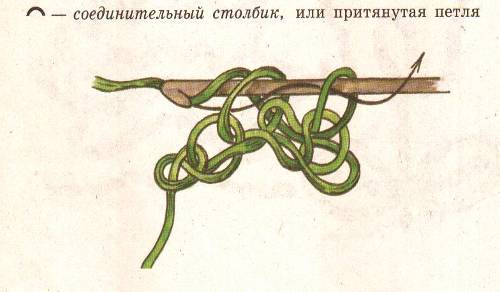 ⌒ — соединительный столбик, или притянутая петля